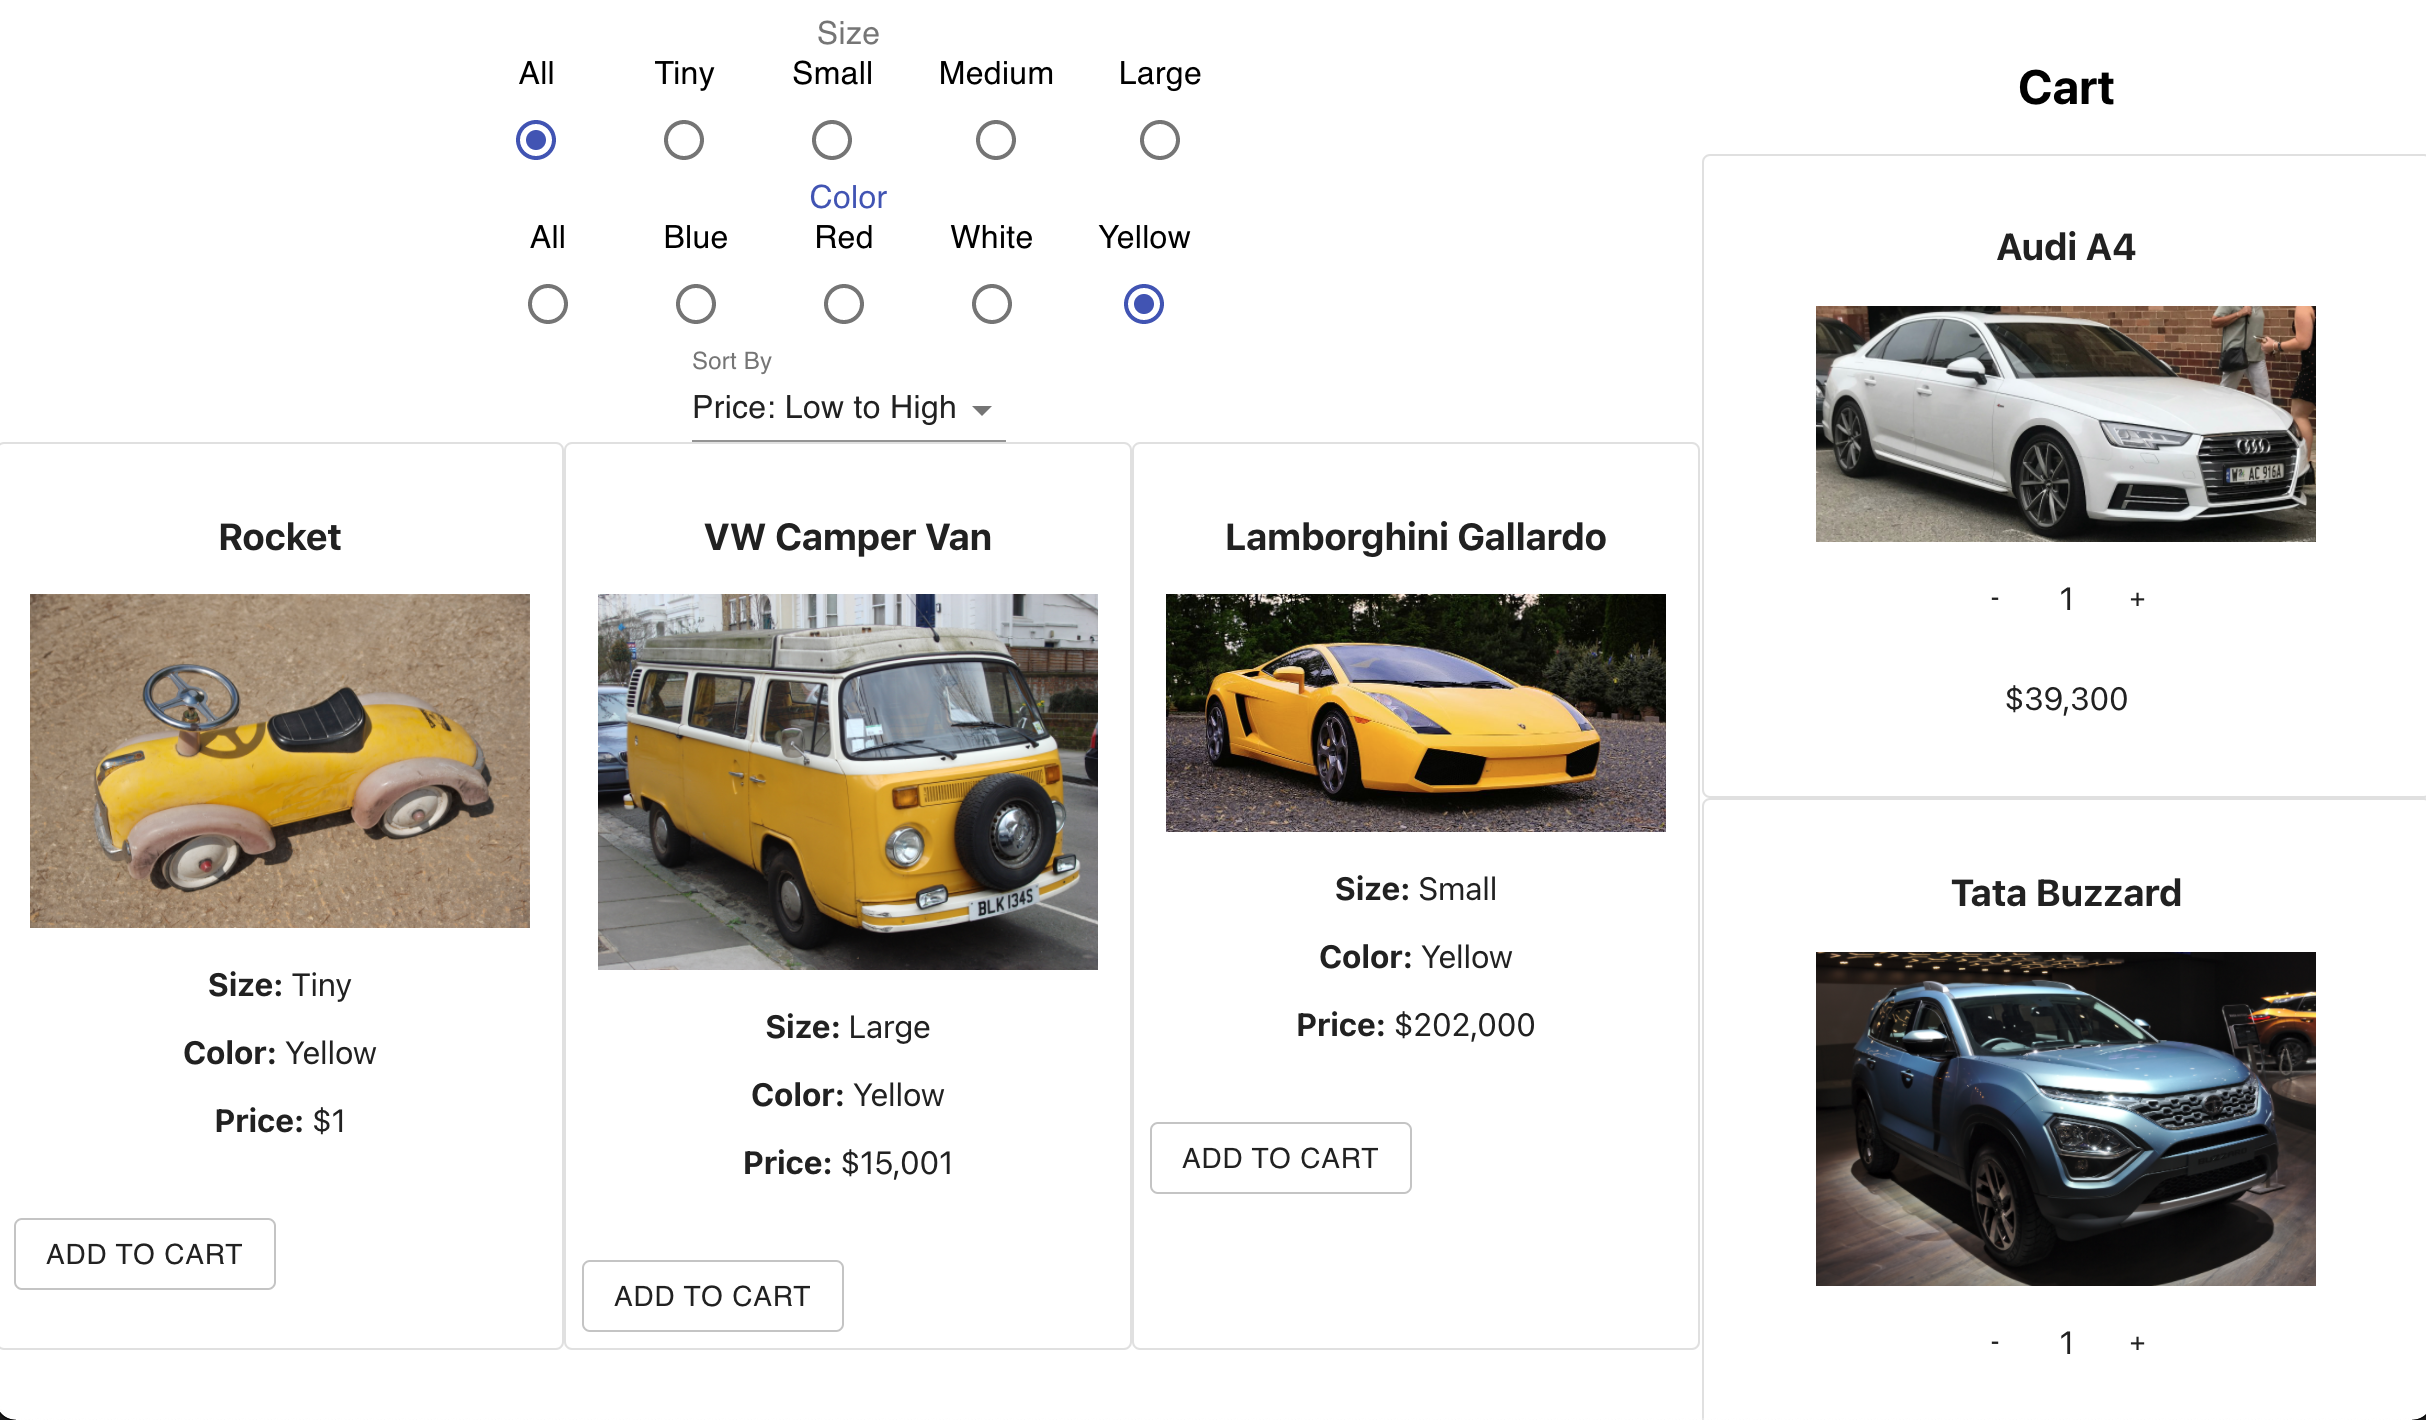 Size
All Tiny Small Medium Large
Color
All Blue Red White Yellow
Sort By
Price: Low to High
Rocket
Size: Tiny
Color: Yellow
Price: $1
ADD TO CART
VW Camper Van
BLK 134S
Size: Large
Color: Yellow
Price: $15,001
ADD TO CART
Lamborghini Gallardo
Size: Small
Color: Yellow
Price: $202,000
ADD TO CART
Cart
Audi A4
AC 916A
- 1 +
$39,300
Tata Buzzard
- 1 +